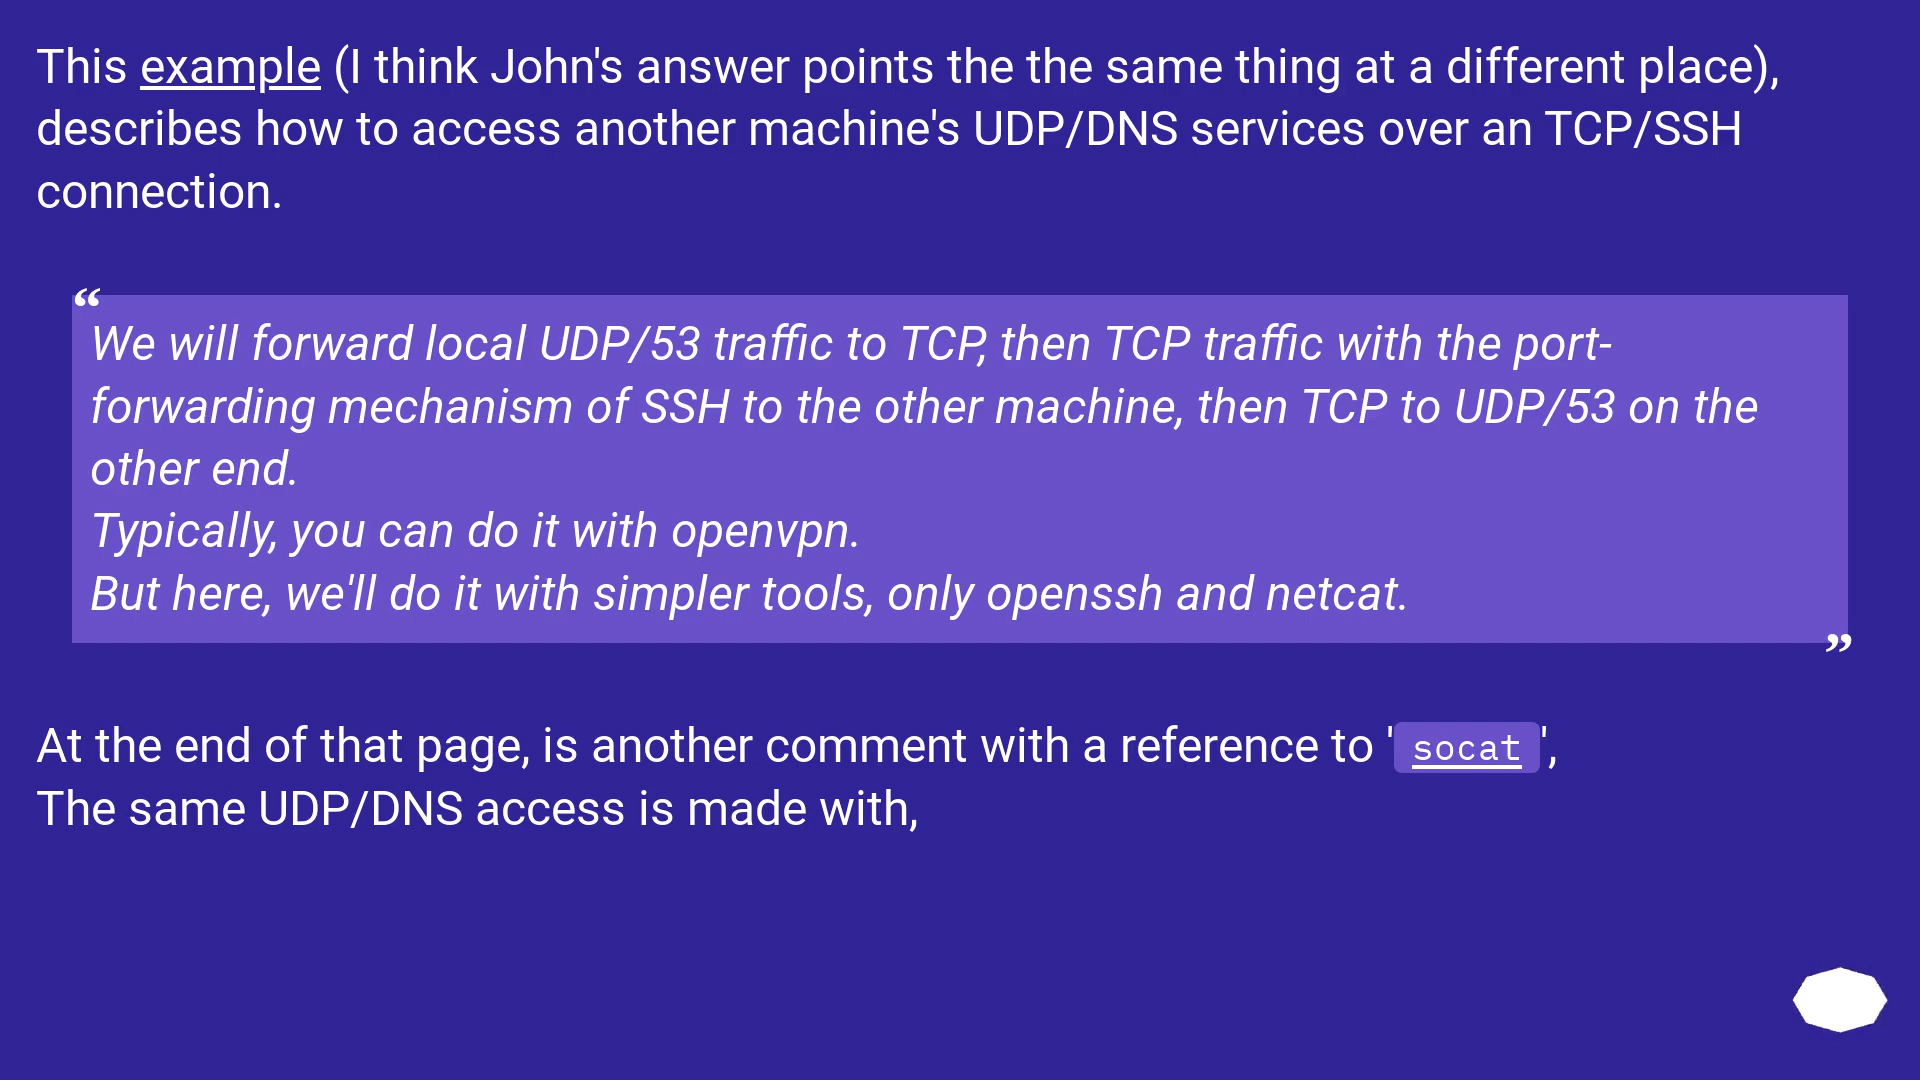 This example (I think John's answer points the the same thing at a different place),
describes how to access another machine's UDP/DNS services over an TCP/SSH
connection.
“
We will forward local UDP/53 traffic to TCP, then TCP traffic with the port-
forwarding mechanism of SSH to the other machine, then TCP to UDP/53 on the
other end.
Typically, you can do it with openvpn.
But here, we'll do it with simpler tools, only openssh and netcat.
”
At the end of that page, is another comment with a reference to 'socat',
The same UDP/DNS access is made with,